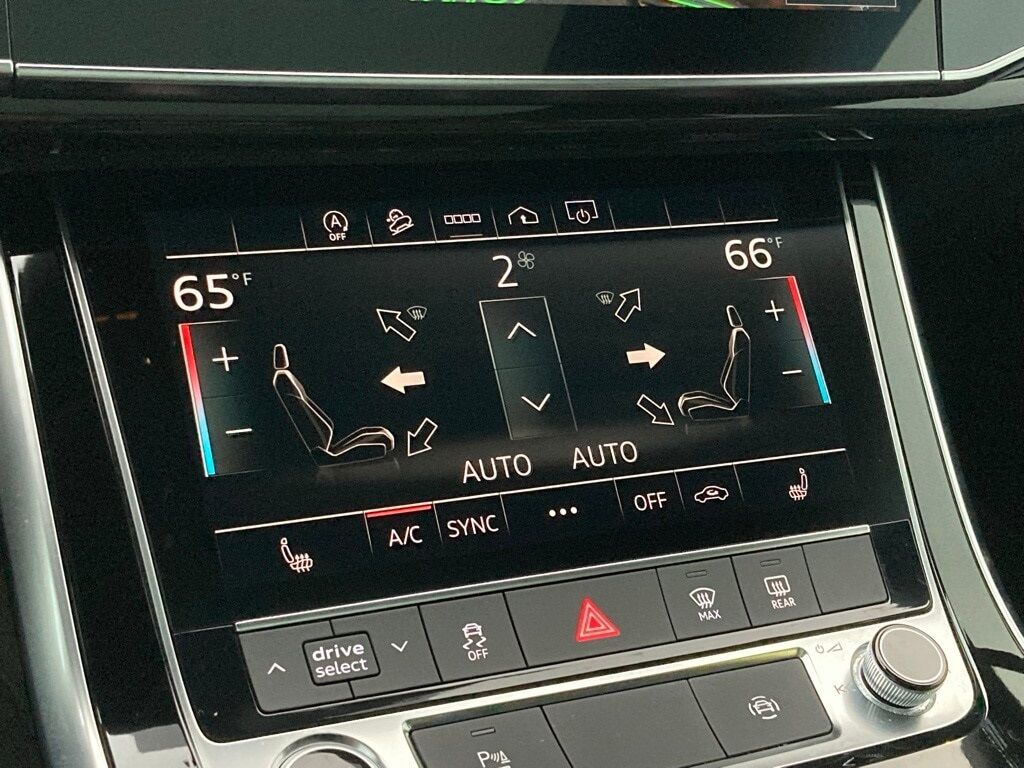 A
OFF
65°F
2
66°F
+
+
−
−
AUTO AUTO
A/C SYNC ••• OFF
drive
select
OFF
MAX
REAR
P